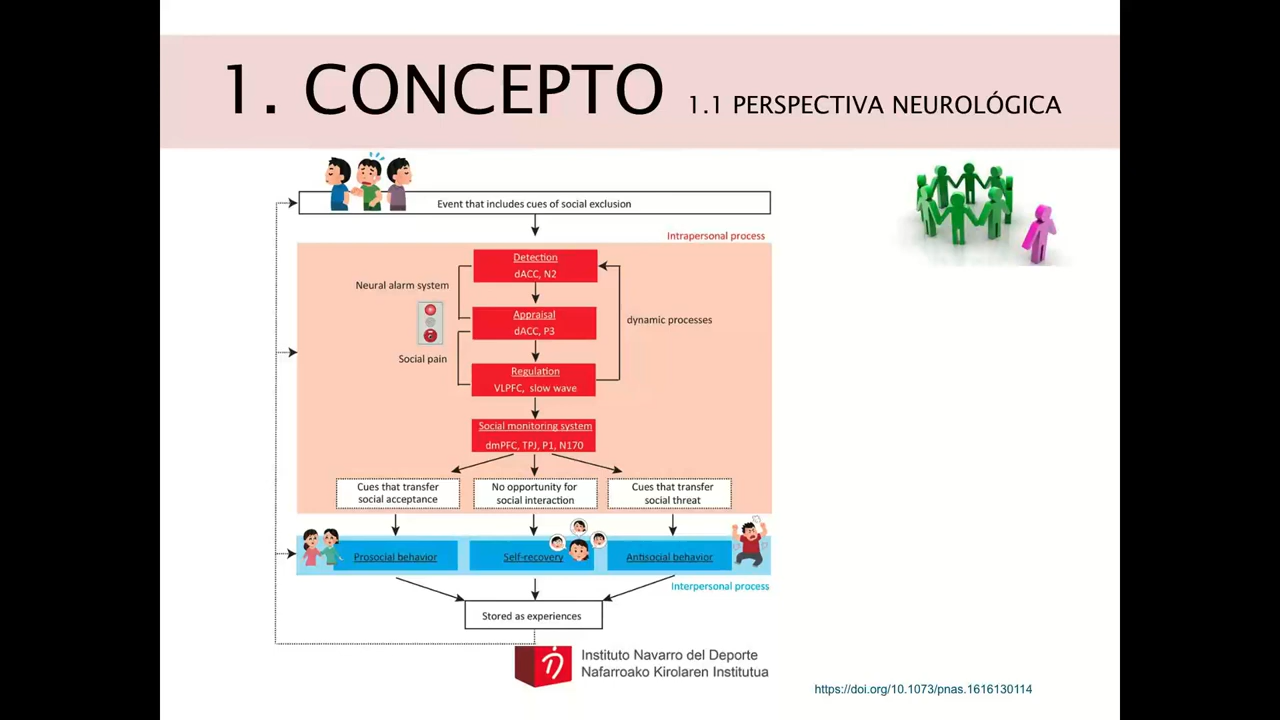 1. CONCEPTO 1.1 PERSPECTIVA NEUROLÓGICA
Event that includes cues of social exclusion
Intrapersonal process
Detection
dACC, N2
Neural alarm system
Appraisal
dACC, P3
dynamic processes
Social pain
Regulation
VLPFC, slow wave
Social monitoring system
dmPFC, TPJ, P1, N170
Cues that transfer
social acceptance
No opportunity for
social interaction
Cues that transfer
social threat
Prosocial behavior
Self-recovery
Antisocial behavior
Interpersonal process
Stored as experiences
Instituto Navarro del Deporte
Nafarroako Kirolaren Institutua
https://doi.org/10.1073/pnas.1616130114